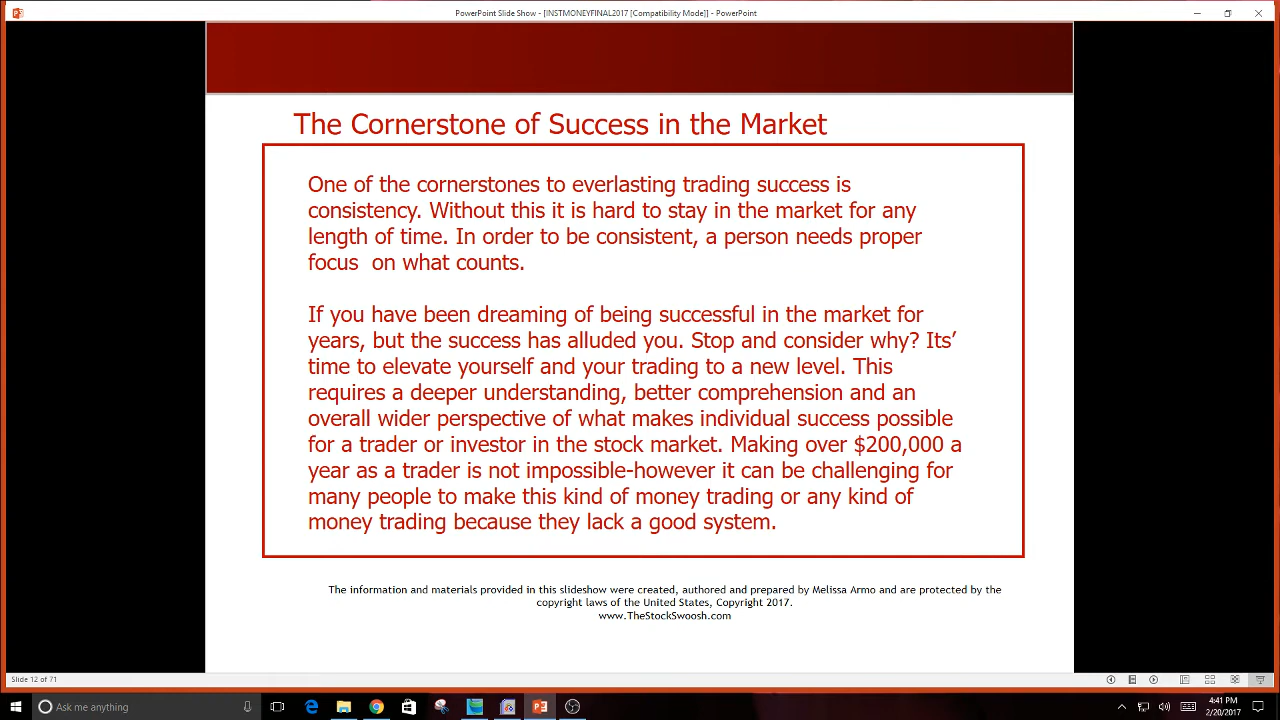 PowerPoint Slide Show - [INSTMONEYFINAL2017 [Compatibility Mode]] - PowerPoint
The Cornerstone of Success in the Market
One of the cornerstones to everlasting trading success is
consistency. Without this it is hard to stay in the market for any
length of time. In order to be consistent, a person needs proper
focus  on what counts.
If you have been dreaming of being successful in the market for
years, but the success has alluded you. Stop and consider why? Its’
time to elevate yourself and your trading to a new level. This
requires a deeper understanding, better comprehension and an
overall wider perspective of what makes individual success possible
for a trader or investor in the stock market. Making over $200,000 a
year as a trader is not impossible-however it can be challenging for
many people to make this kind of money trading or any kind of
money trading because they lack a good system.
The information and materials provided in this slideshow were created, authored and prepared by Melissa Armo and are protected by the
copyright laws of the United States, Copyright 2017.
www.TheStockSwoosh.com
Slide 12 of 71
Ask me anything
4:41 PM
2/20/2017